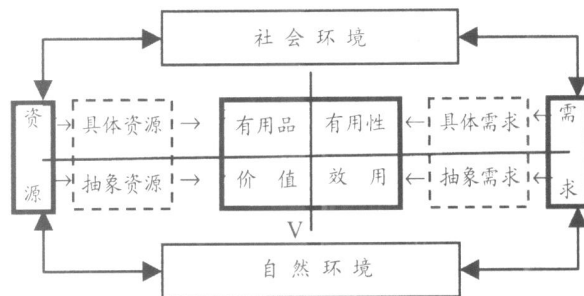 社会环境
资 → 具体资源 → 有用品 有用性 ← 具体需求 ← 需
源 → 抽象资源 → 价值 效用 ← 抽象需求 ← 求
V
自然环境